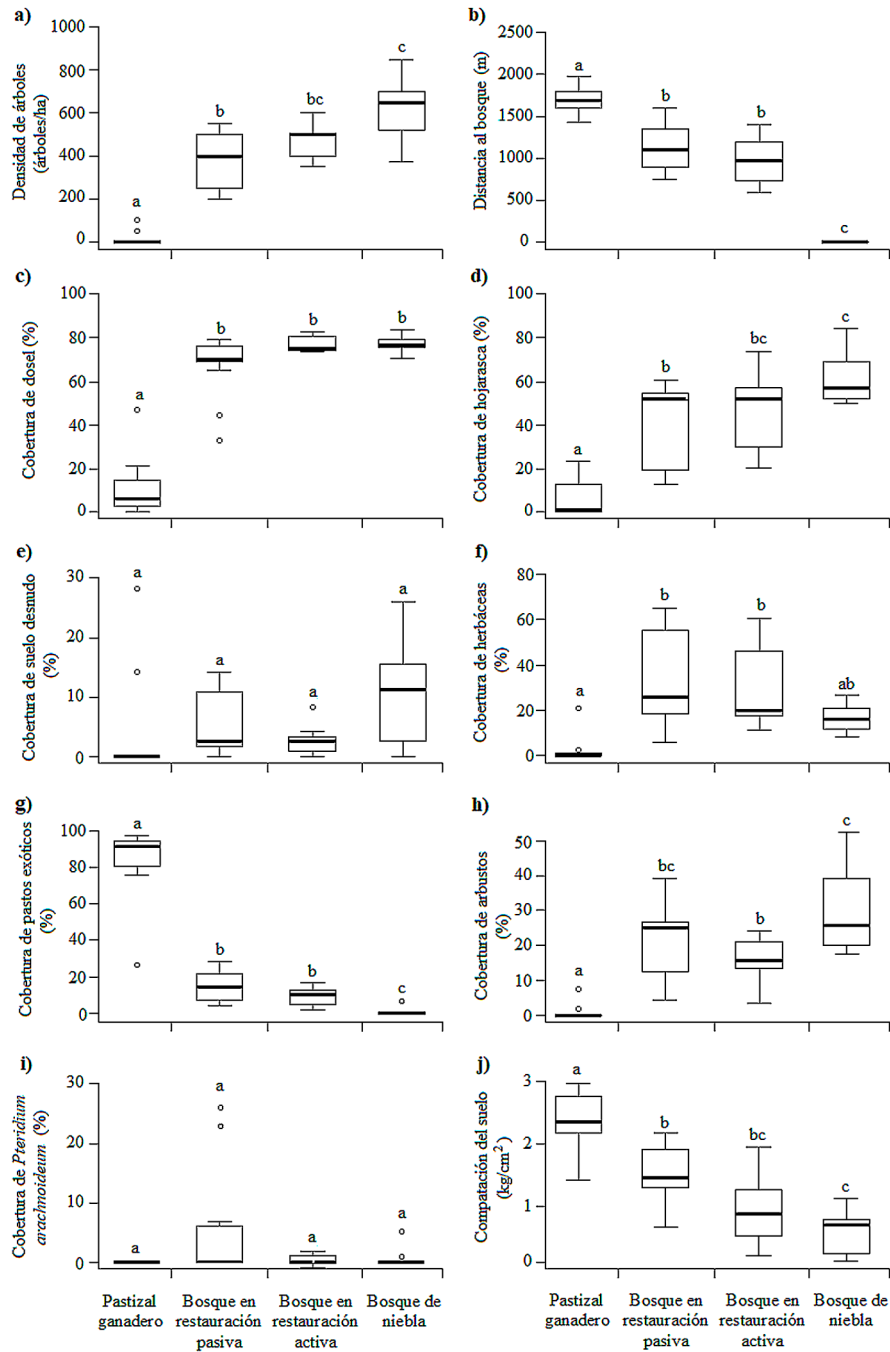 a)
Densidad de árboles
(árboles/ha)
1000
800
600
400
200
0
a
b
bc
c
b)
Distancia al bosque (m)
2500
2000
1500
1000
500
0
a
b
b
c
c)
Cobertura de dosel (%)
100
80
60
40
20
0
a
b
b
b
d)
Cobertura de hojarasca (%)
100
80
60
40
20
0
a
b
bc
c
e)
Cobertura de suelo desnudo
(%)
30
20
10
0
a
a
a
a
f)
Cobertura de herbáceas
(%)
80
60
40
20
0
a
b
b
ab
g)
Cobertura de pastos exóticos
(%)
100
80
60
40
20
0
a
b
b
c
h)
Cobertura de arbustos
(%)
50
40
30
20
10
0
a
bc
b
c
i)
Cobertura de Pteridium
arachnoideum (%)
30
20
10
0
a
a
a
a
j)
Compatación del suelo
(kg/cm²)
3
2
1
0
a
b
bc
c
Pastizal
ganadero
Bosque en
restauración
pasiva
Bosque en
restauración
activa
Bosque de
niebla
Pastizal
ganadero
Bosque en
restauración
pasiva
Bosque en
restauración
activa
Bosque de
niebla